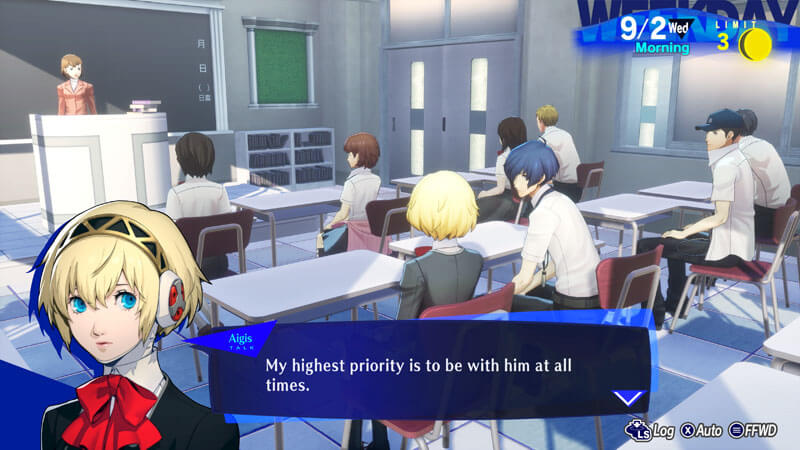 WEEKDAY
9/2 Wed
Morning
LIMIT
3
月
日
( )
日直
Aigis
TALK
My highest priority is to be with him at all
times.
LS Log X Auto FFWD